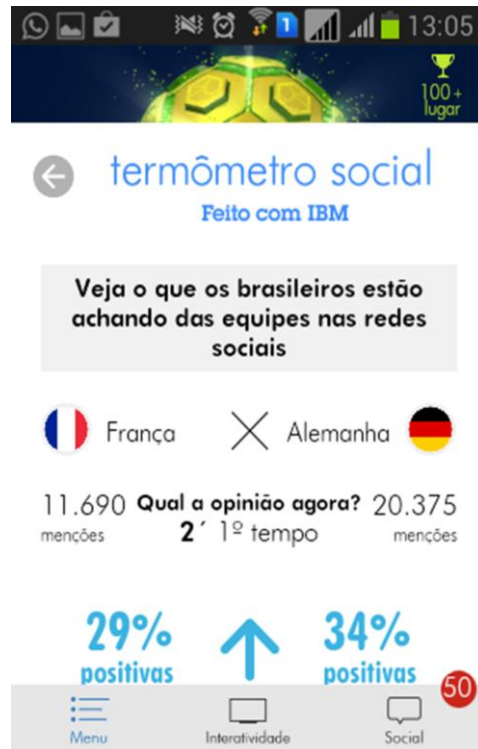 1 13:05
100+
lugar
termômetro social
Feito com IBM
Veja o que os brasileiros estão
achando das equipes nas redes
sociais
França X Alemanha
11.690 Qual a opinião agora? 20.375
menções 2´ 1º tempo menções
29% 34%
positivas positivas
50
Menu Interatividade Social